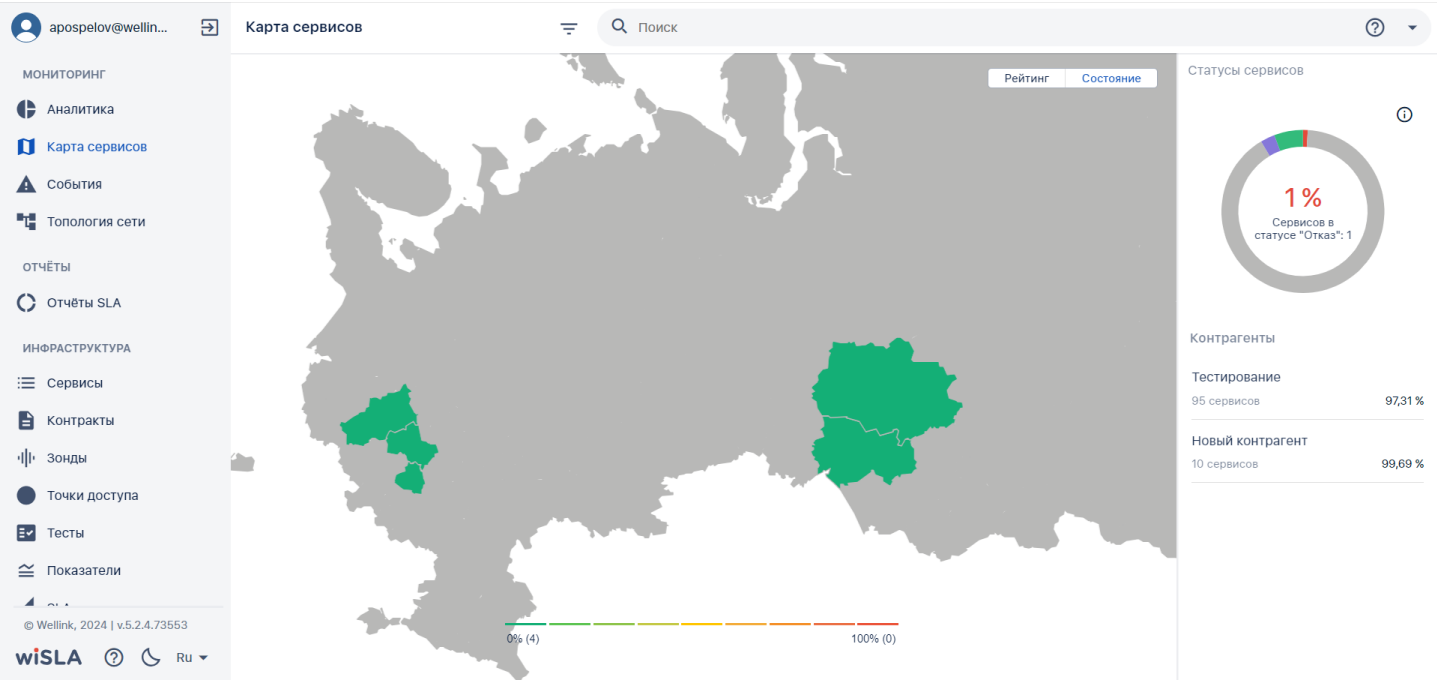 apospelov@wellink...
Карта сервисов
Поиск
МОНИТОРИНГ
Аналитика
Карта сервисов
События
Топология сети
ОТЧЁТЫ
Отчёты SLA
ИНФРАСТРУКТУРА
Сервисы
Контракты
Зонды
Точки доступа
Тесты
Показатели
© Wellink, 2024 | v.5.2.4.73553
wiSLA
Ru
Рейтинг
Состояние
0% (4)
100% (0)
Статусы сервисов
1%
Сервисов в
статусе "Отказ": 1
Контрагенты
Тестирование
95 сервисов 97,31 %
Новый контрагент
10 сервисов 99,69 %